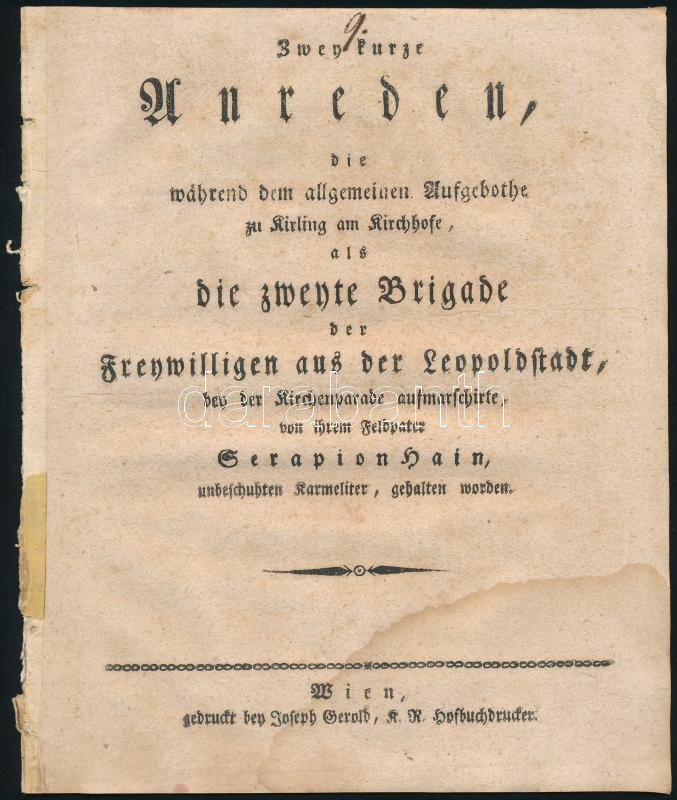 9.
Zwey kurze
Anreden,
die
während dem allgemeinen Aufgebothe
zu Kirling am Kirchhofe,
als
die zweyte Brigade
der
Freywilligen aus der Leopoldstadt,
bey der Kirchenparade aufmarschirte,
von ihrem Feldpater
Serapion Hain,
unbeschuhten Karmeliter, gehalten worden.
darabanth
Wien,
gedruckt bey Joseph Gerold, K. K. Hofbuchdrucker.